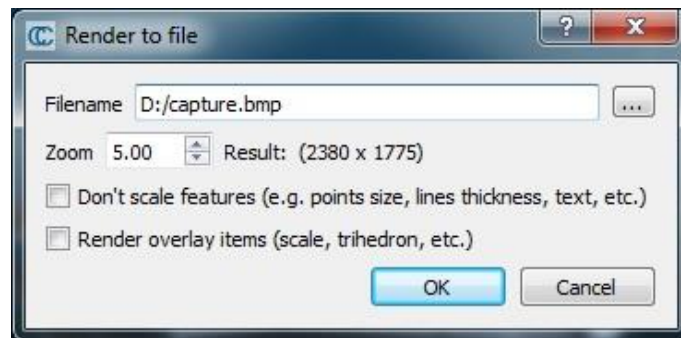 Render to file
Filename D:/capture.bmp ...
Zoom 5.00 Result: (2380 x 1775)
Don't scale features (e.g. points size, lines thickness, text, etc.)
Render overlay items (scale, trihedron, etc.)
OK Cancel